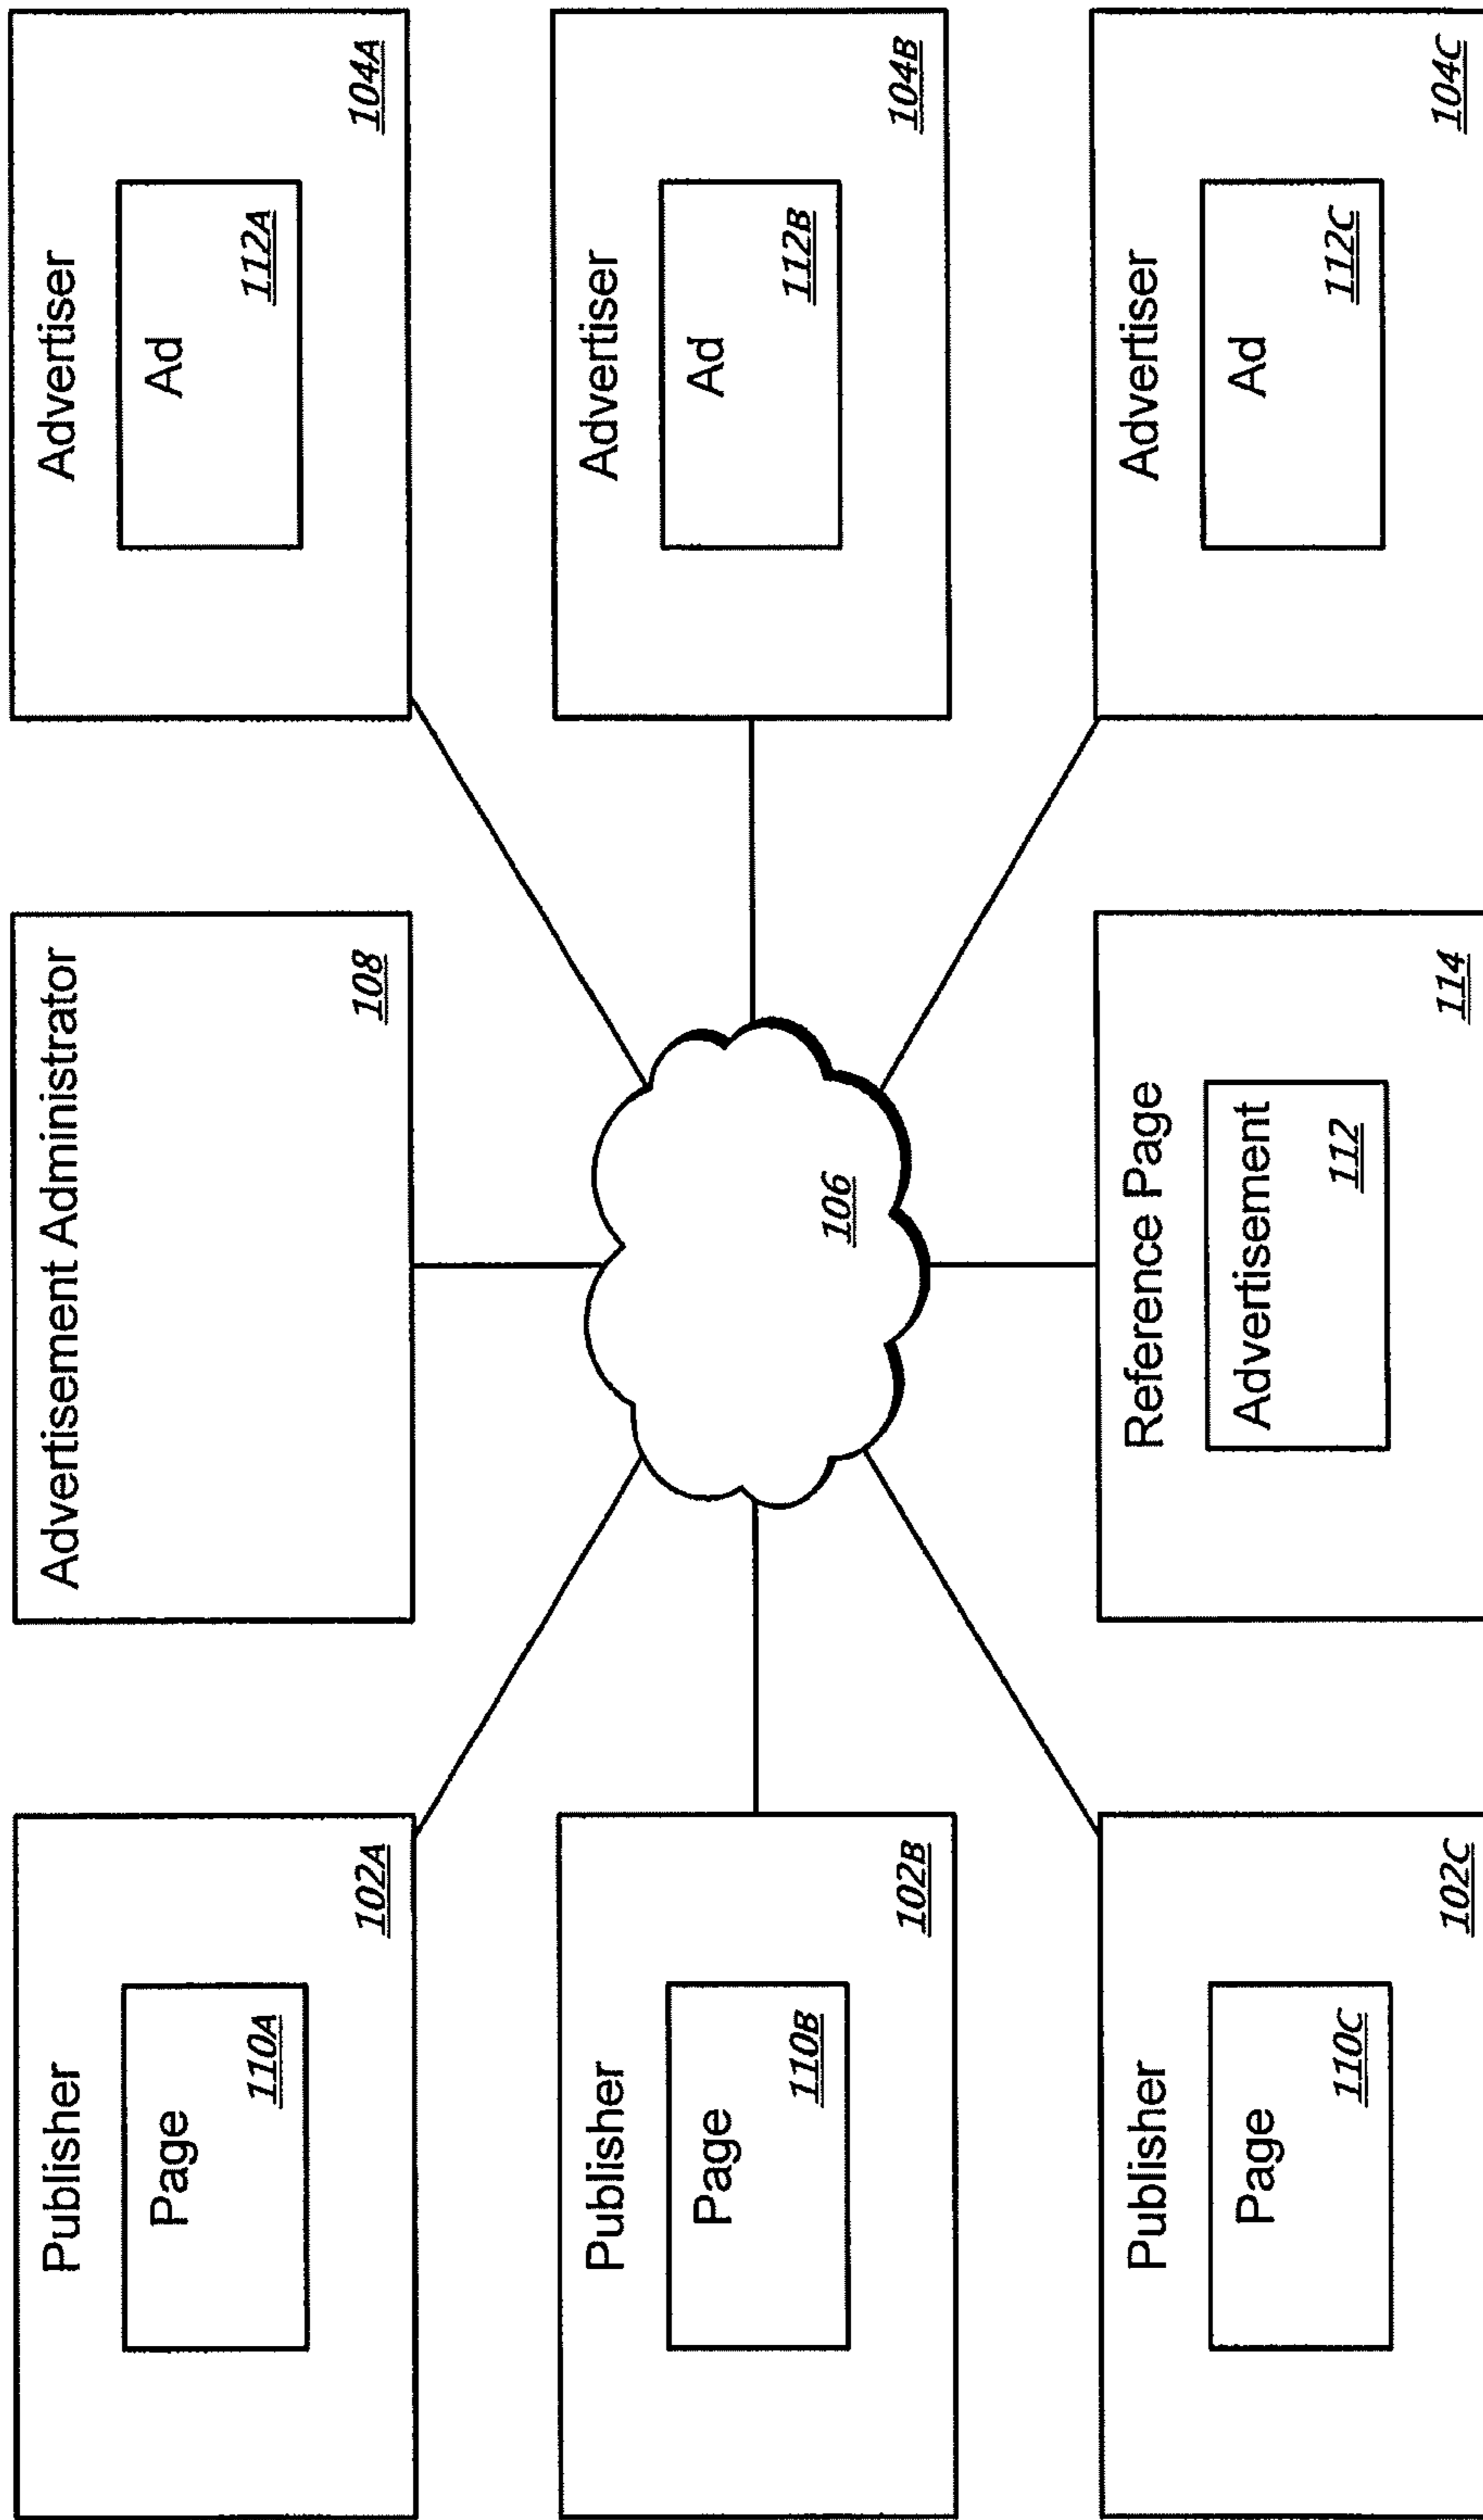 Publisher
Page
110A
102A
Advertisement Administrator
108
Advertiser
Ad
112A
104A
Publisher
Page
110B
102B
106
Advertiser
Ad
112B
104B
Publisher
Page
110C
102C
Reference Page
Advertisement
112
114
Advertiser
Ad
112C
104C